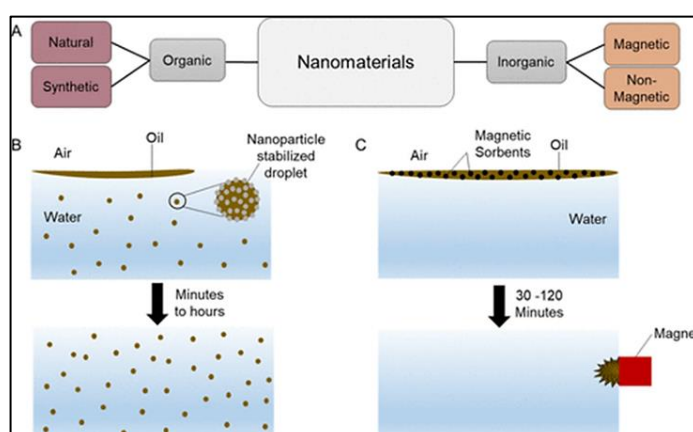 A
Natural
Synthetic
Organic
Nanomaterials
Inorganic
Magnetic
Non-
Magnetic
B
Air
Oil
Nanoparticle
stabilized
droplet
Water
Minutes
to hours
C
Air
Magnetic
Sorbents
Oil
Water
30 -120
Minutes
Magne